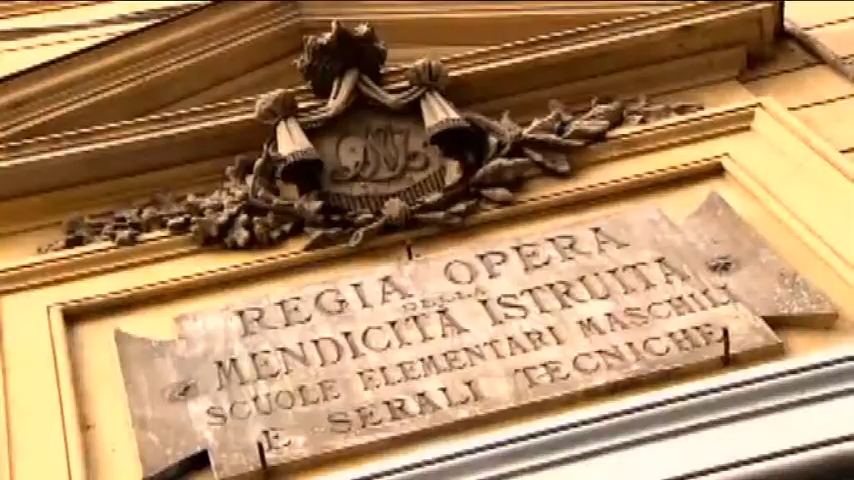 REGIA OPERA
DELLA
MENDICITÀ ISTRUITA
SCUOLE ELEMENTARI MASCHILI
E SERALI TECNICHE